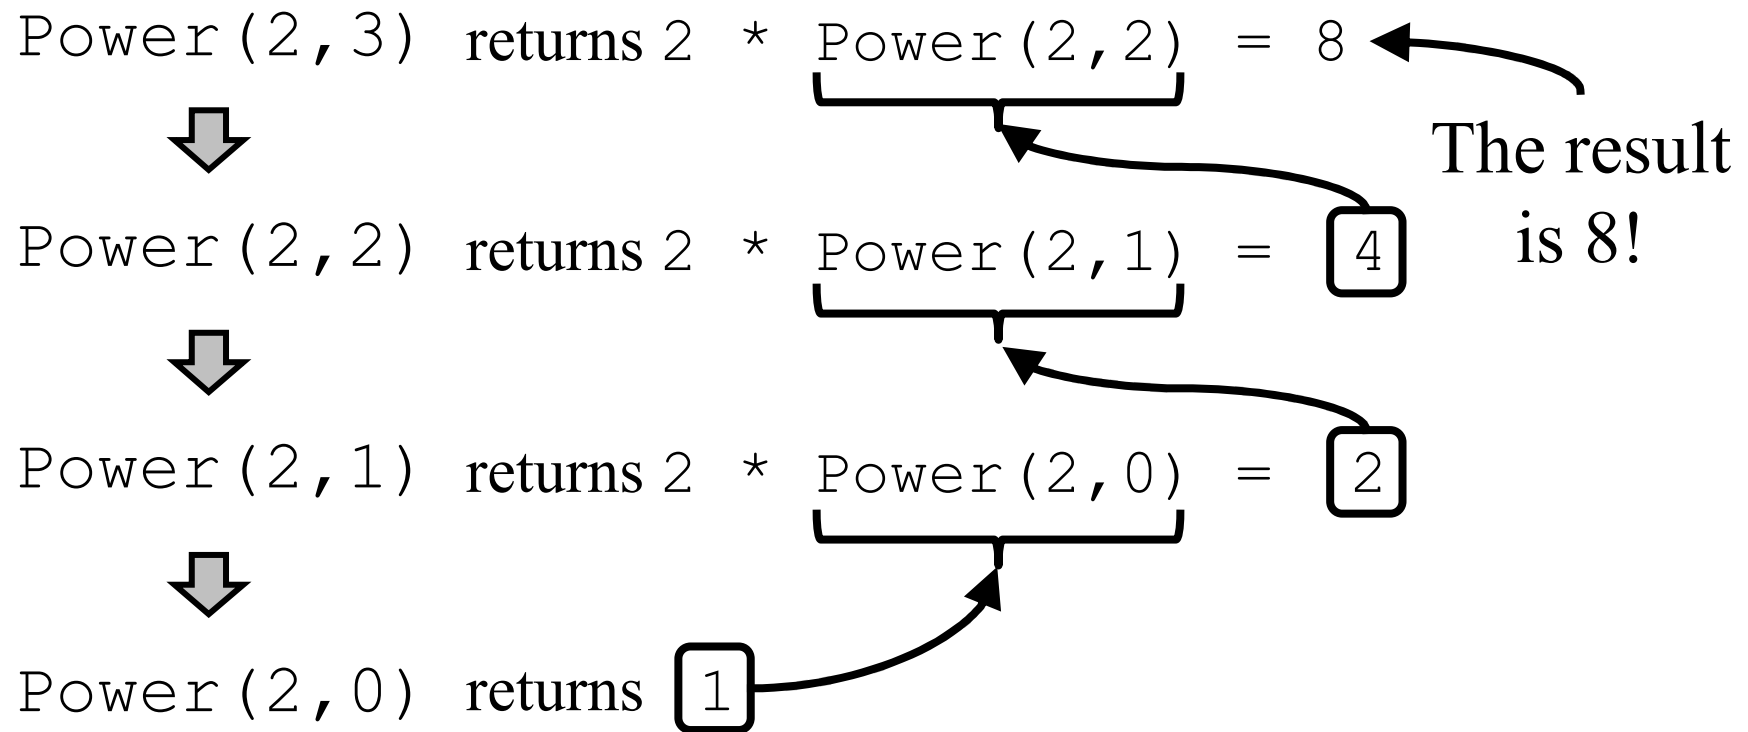 Power(2,3) returns 2 * Power(2,2) = 8
The result
is 8!
Power(2,2) returns 2 * Power(2,1) = 4
Power(2,1) returns 2 * Power(2,0) = 2
Power(2,0) returns 1